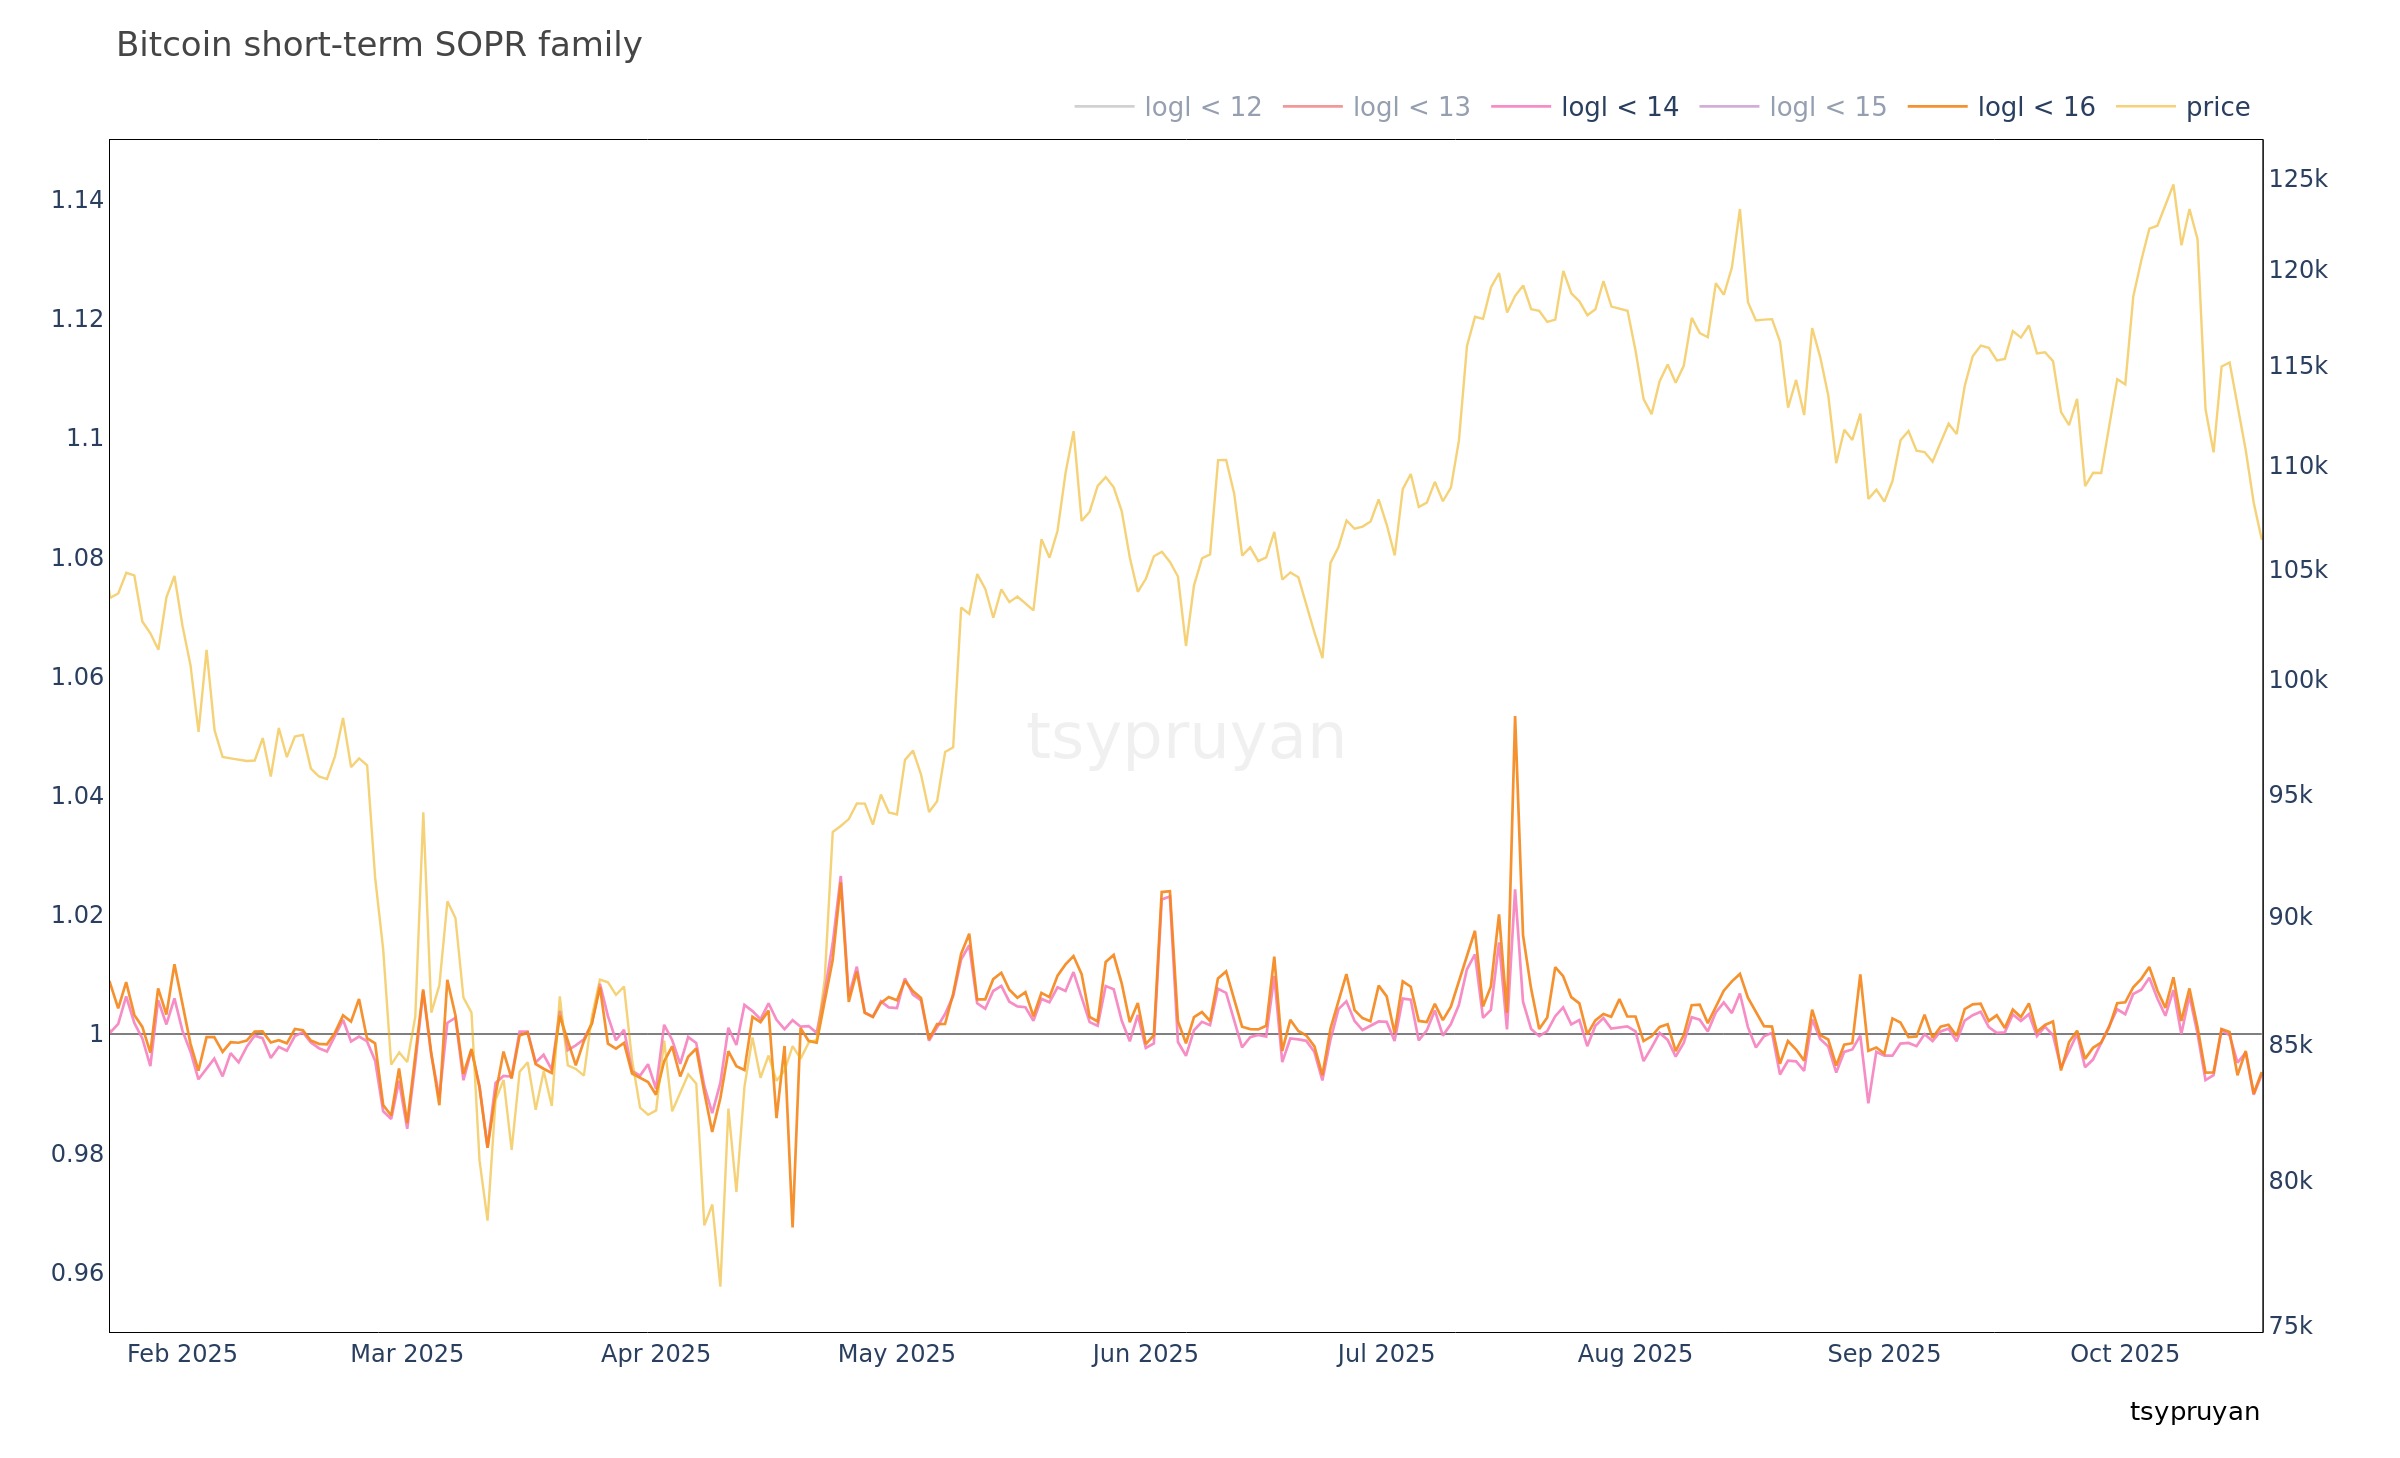 Bitcoin short-term SOPR family
logl < 12 logl < 13 logl < 14 logl < 15 logl < 16 price
1.14
1.12
1.1
1.08
1.06
1.04
1.02
1
0.98
0.96
125k
120k
115k
110k
105k
100k
95k
90k
85k
80k
75k
tsypruyan
Feb 2025 Mar 2025 Apr 2025 May 2025 Jun 2025 Jul 2025 Aug 2025 Sep 2025 Oct 2025
tsypruyan